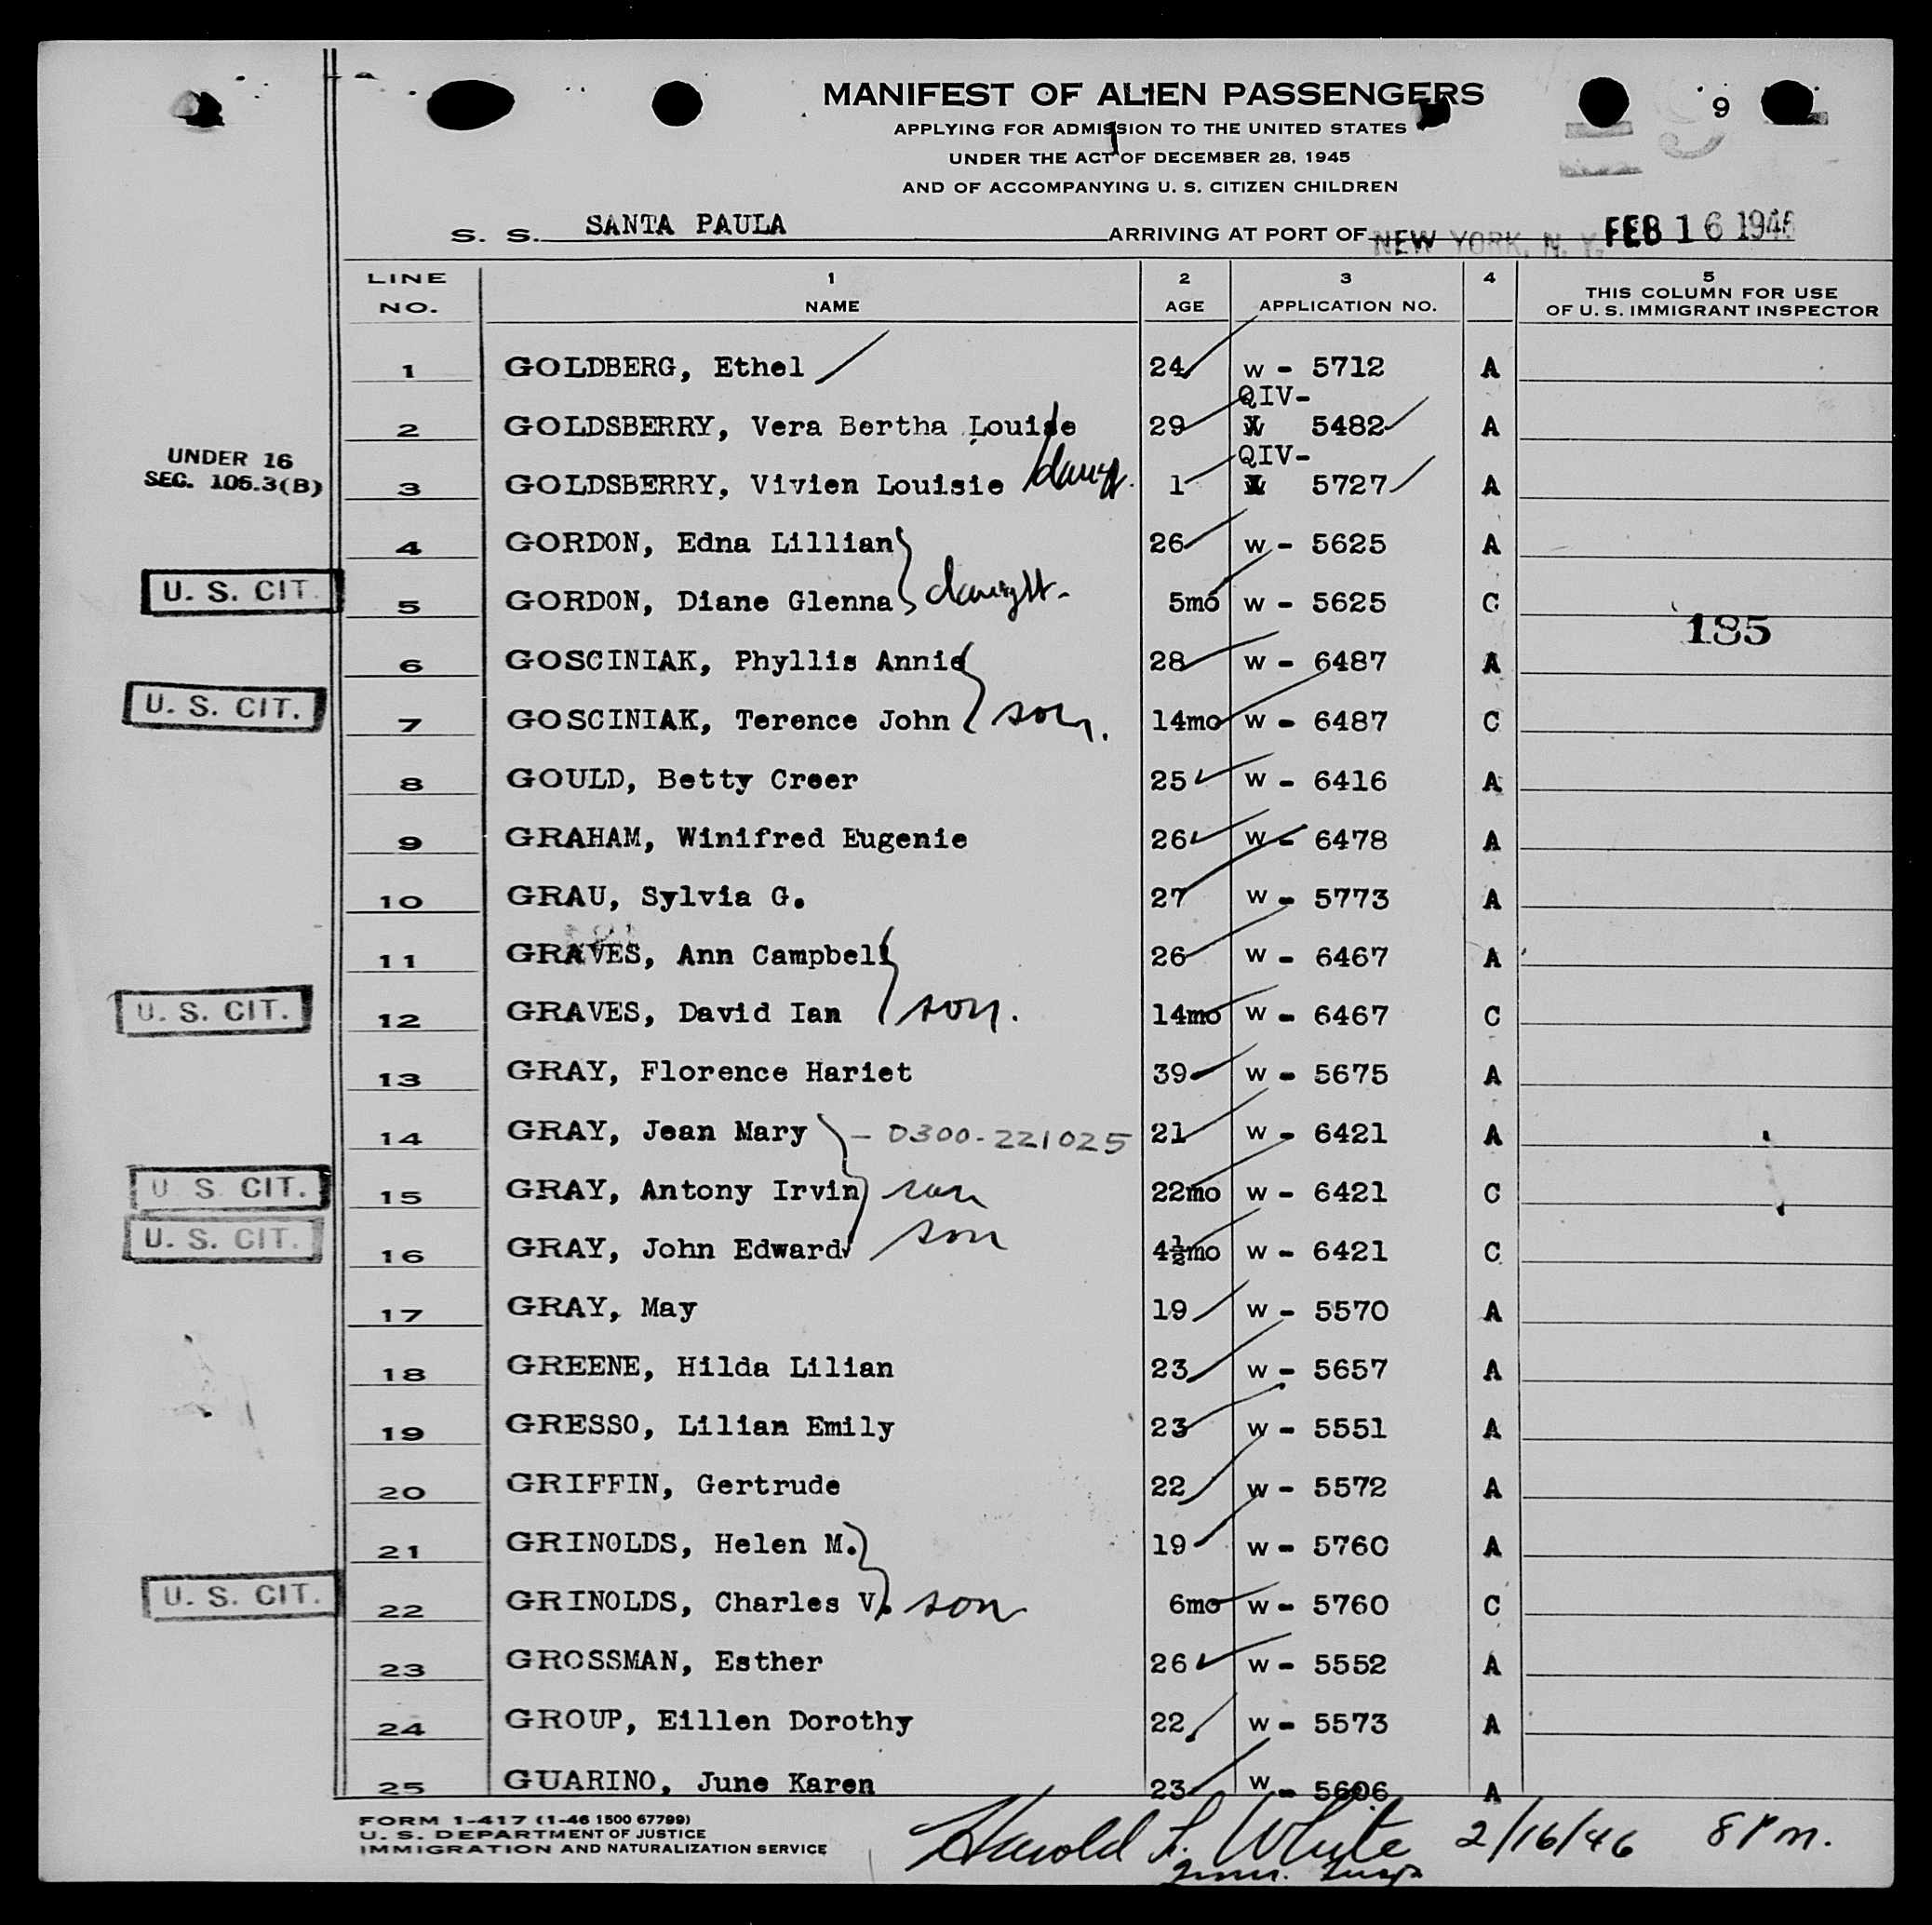 MANIFEST OF ALIEN PASSENGERS
9
APPLYING FOR ADMISSION TO THE UNITED STATES
UNDER THE ACT OF DECEMBER 28, 1945
AND OF ACCOMPANYING U. S. CITIZEN CHILDREN
S. S. SANTA PAULA ARRIVING AT PORT OF NEW YORK, N. Y. FEB 16 1946
LINE NO. 1 NAME 2 AGE 3 APPLICATION NO. 4 5 THIS COLUMN FOR USE OF U. S. IMMIGRANT INSPECTOR
1 GOLDBERG, Ethel 24 W - 5712 A
2 GOLDSBERRY, Vera Bertha Louise 29 QIV- 5482 A
UNDER 16
SEC. 105.3(B) 3 GOLDSBERRY, Vivien Louisie daug. 1 QIV- 5727 A
4 GORDON, Edna Lillian 26 W - 5625 A
U. S. CIT. 5 GORDON, Diane Glenna daught. 5mo W - 5625 C
185
6 GOSCINIAK, Phyllis Annie 28 W - 6487 A
U. S. CIT. 7 GOSCINIAK, Terence John son. 14mo W - 6487 C
8 GOULD, Betty Creer 25 W - 6416 A
9 GRAHAM, Winifred Eugenie 26 W - 6478 A
10 GRAU, Sylvia G. 27 W - 5773 A
11 GRAVES, Ann Campbell 26 W - 6467 A
U. S. CIT. 12 GRAVES, David Ian son. 14mo W - 6467 C
13 GRAY, Florence Hariet 39 W - 5675 A
14 GRAY, Jean Mary - 0300-221025 21 W - 6421 A
U. S. CIT. 15 GRAY, Antony Irvin son 22mo W - 6421 C
U. S. CIT. 16 GRAY, John Edward son 4½mo W - 6421 C
17 GRAY, May 19 W - 5570 A
18 GREENE, Hilda Lilian 23 W - 5657 A
19 GRESSO, Lilian Emily 23 W - 5551 A
20 GRIFFIN, Gertrude 22 W - 5572 A
21 GRINOLDS, Helen M. 19 W - 5760 A
U. S. CIT. 22 GRINOLDS, Charles V. son 6mo W - 5760 C
23 GROSSMAN, Esther 26 W - 5552 A
24 GROUP, Eillen Dorothy 22 W - 5573 A
25 GUARINO, June Karen 23 W - 5606 A
FORM I-417 (1-46 1500 67799)
U. S. DEPARTMENT OF JUSTICE
IMMIGRATION AND NATURALIZATION SERVICE
Harold F. White 2/16/46 8 Pm.
Imm. Insp.